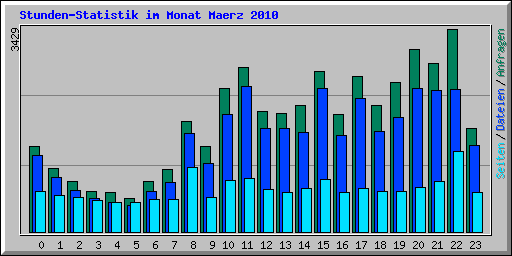 Stunden-Statistik im Monat Maerz 2010
3429
Seiten / Dateien / Anfragen
0 1 2 3 4 5 6 7 8 9 10 11 12 13 14 15 16 17 18 19 20 21 22 23